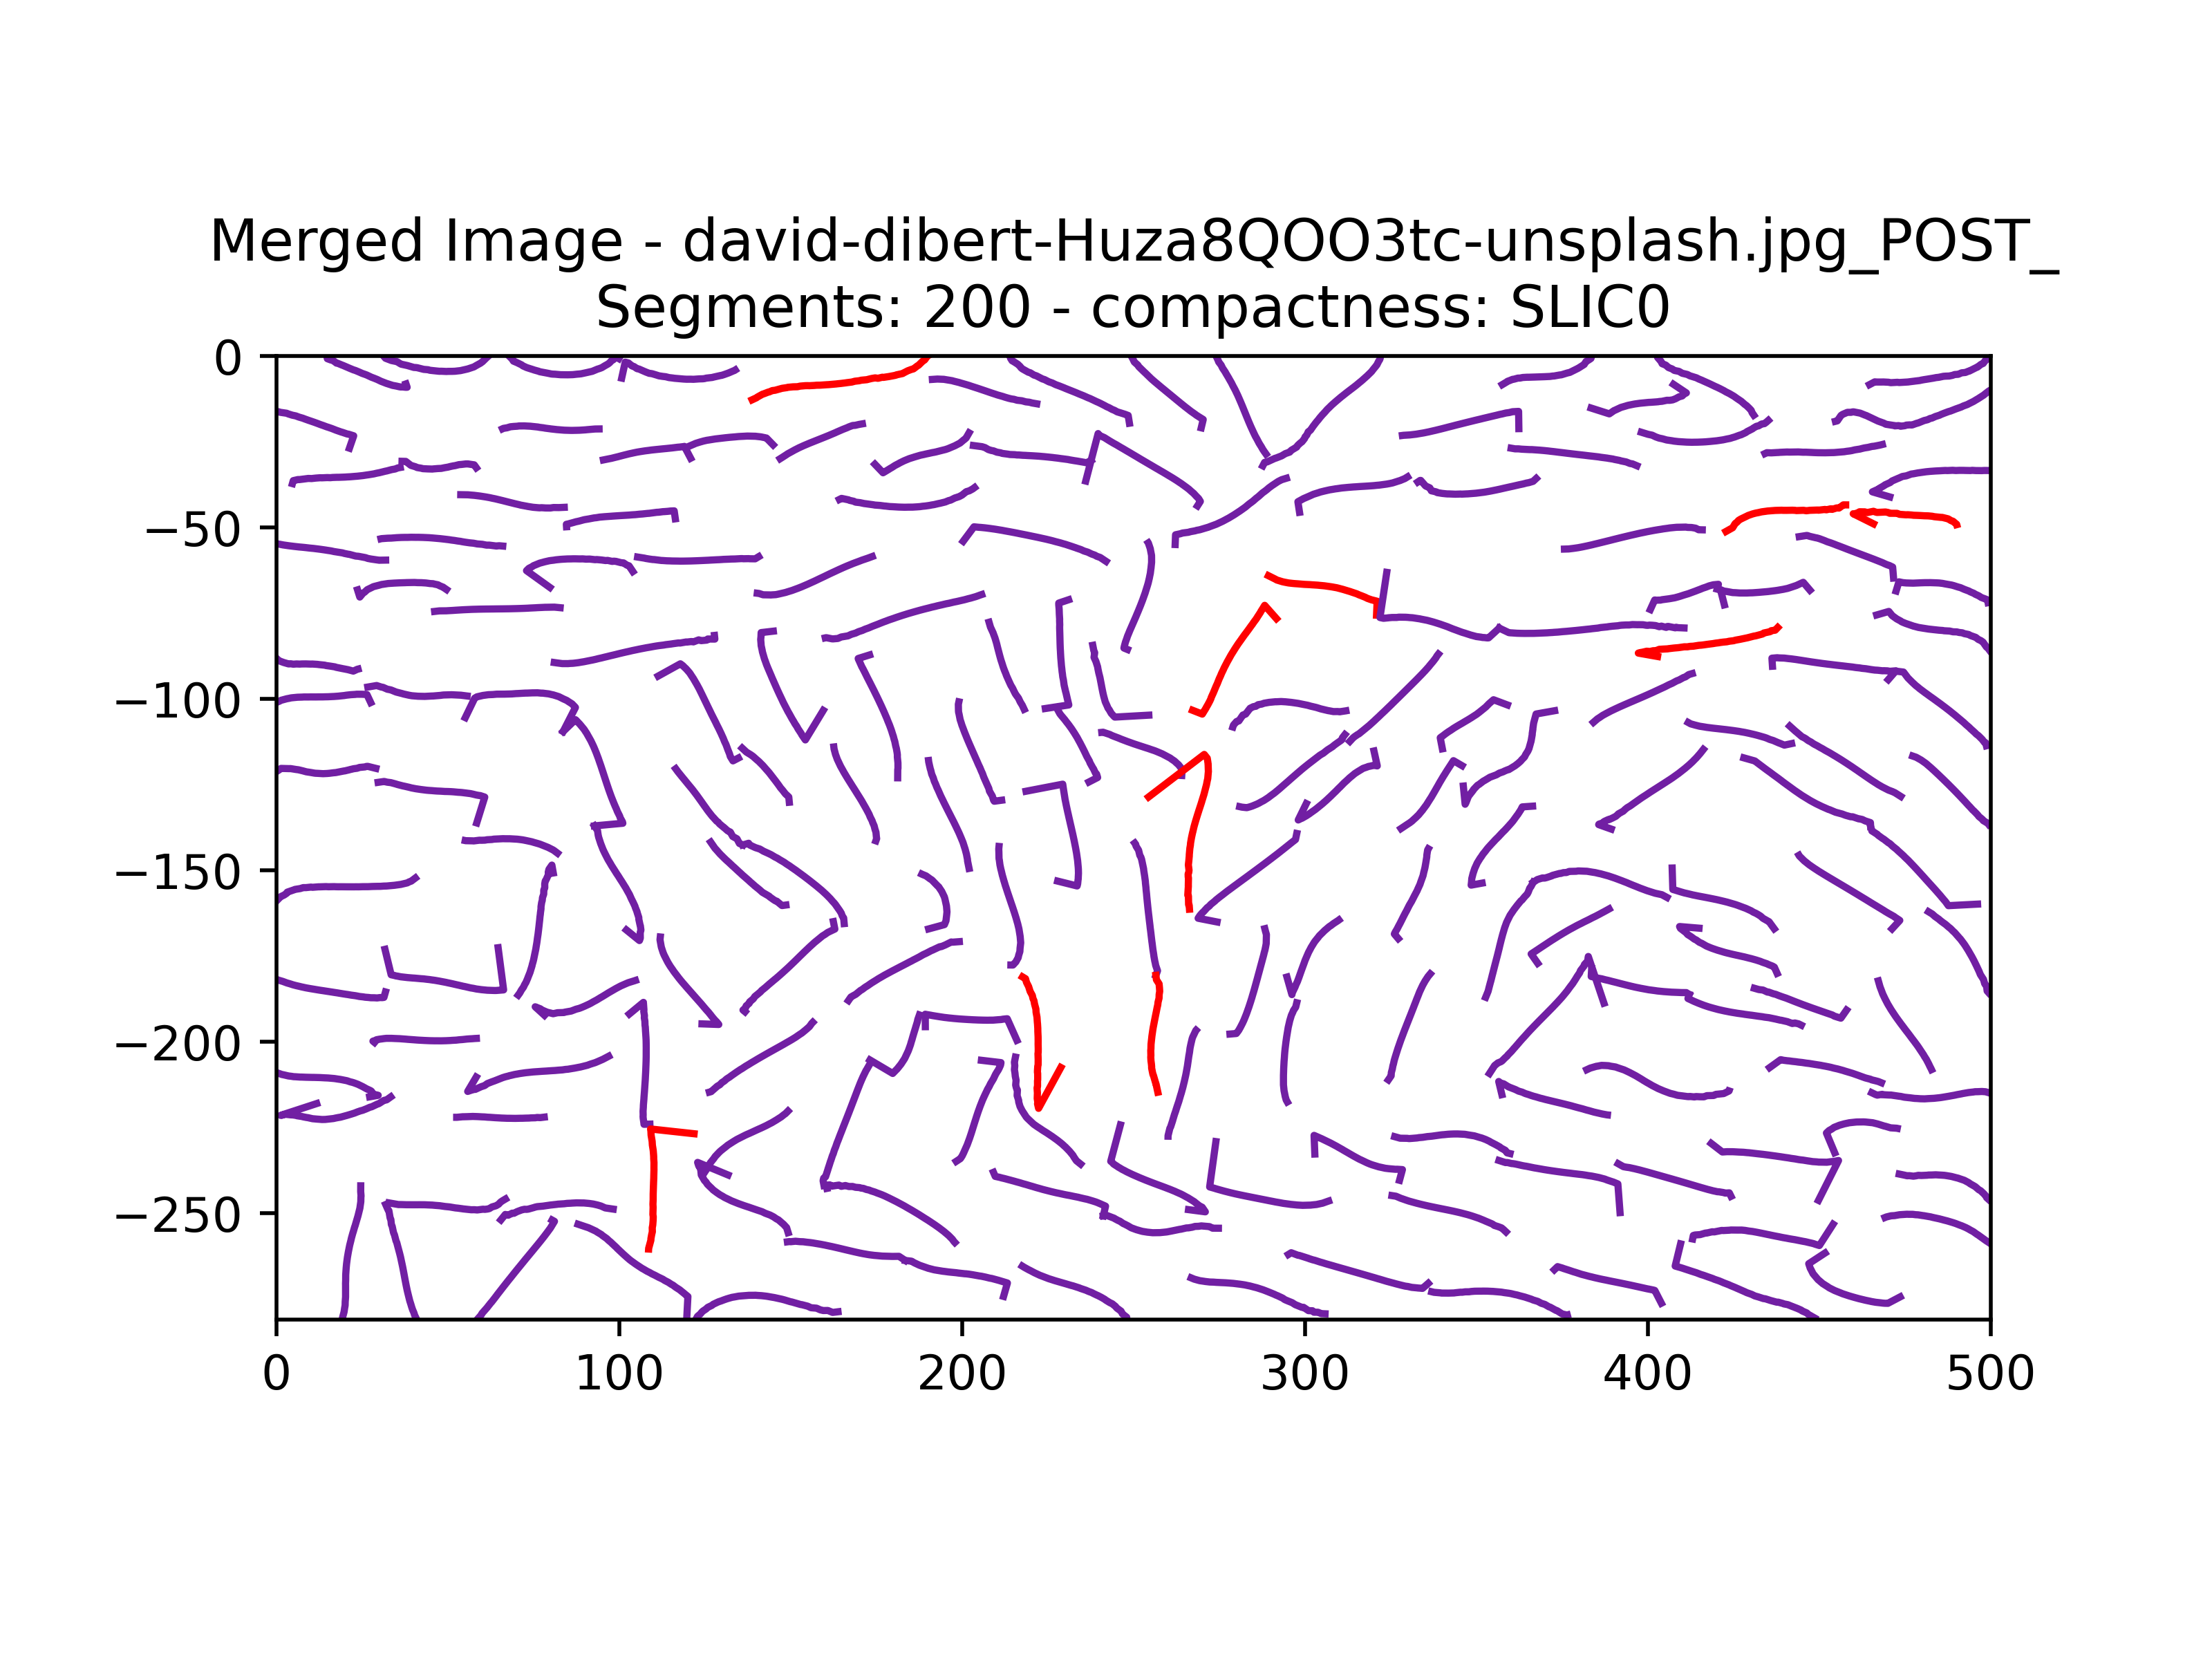 Merged Image - david-dibert-Huza8QOO3tc-unsplash.jpg_POST_
Segments: 200 - compactness: SLIC0
0
−50
−100
−150
−200
−250
0 100 200 300 400 500